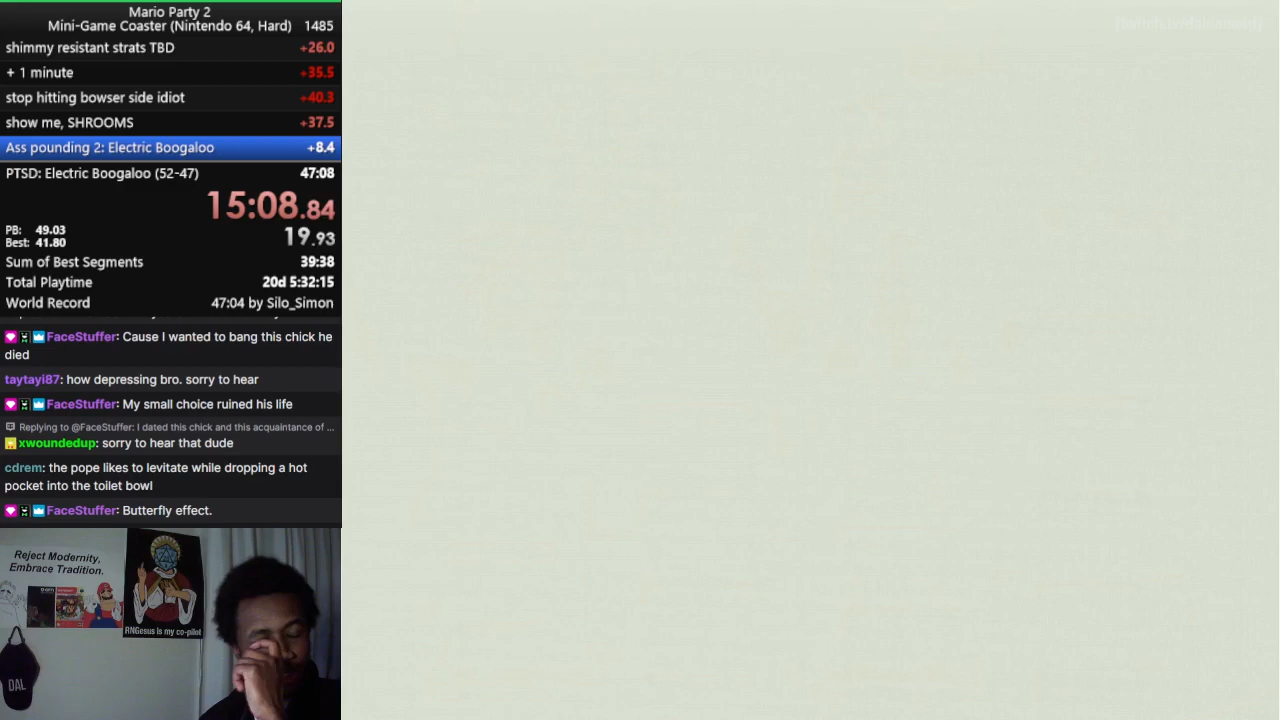 Mario Party 2
Mini-Game Coaster (Nintendo 64, Hard) 1485
shimmy resistant strats TBD +26.0
+ 1 minute +35.5
stop hitting bowser side idiot +40.3
show me, SHROOMS +37.5
Ass pounding 2: Electric Boogaloo +8.4
PTSD: Electric Boogaloo (52-47) 47:08
15:08.84
PB: 49.03
Best: 41.80
19.93
Sum of Best Segments 39:38
Total Playtime 20d 5:32:15
World Record 47:04 by Silo_Simon
FaceStuffer: Cause I wanted to bang this chick he
died
taytayi87: how depressing bro. sorry to hear
FaceStuffer: My small choice ruined his life
Replying to @FaceStuffer: I dated this chick and this acquaintance of ...
xwoundedup: sorry to hear that dude
cdrem: the pope likes to levitate while dropping a hot
pocket into the toilet bowl
FaceStuffer: Butterfly effect.
Reject Modernity,
Embrace Tradition.
RNGesus is my co-pilot
DAL